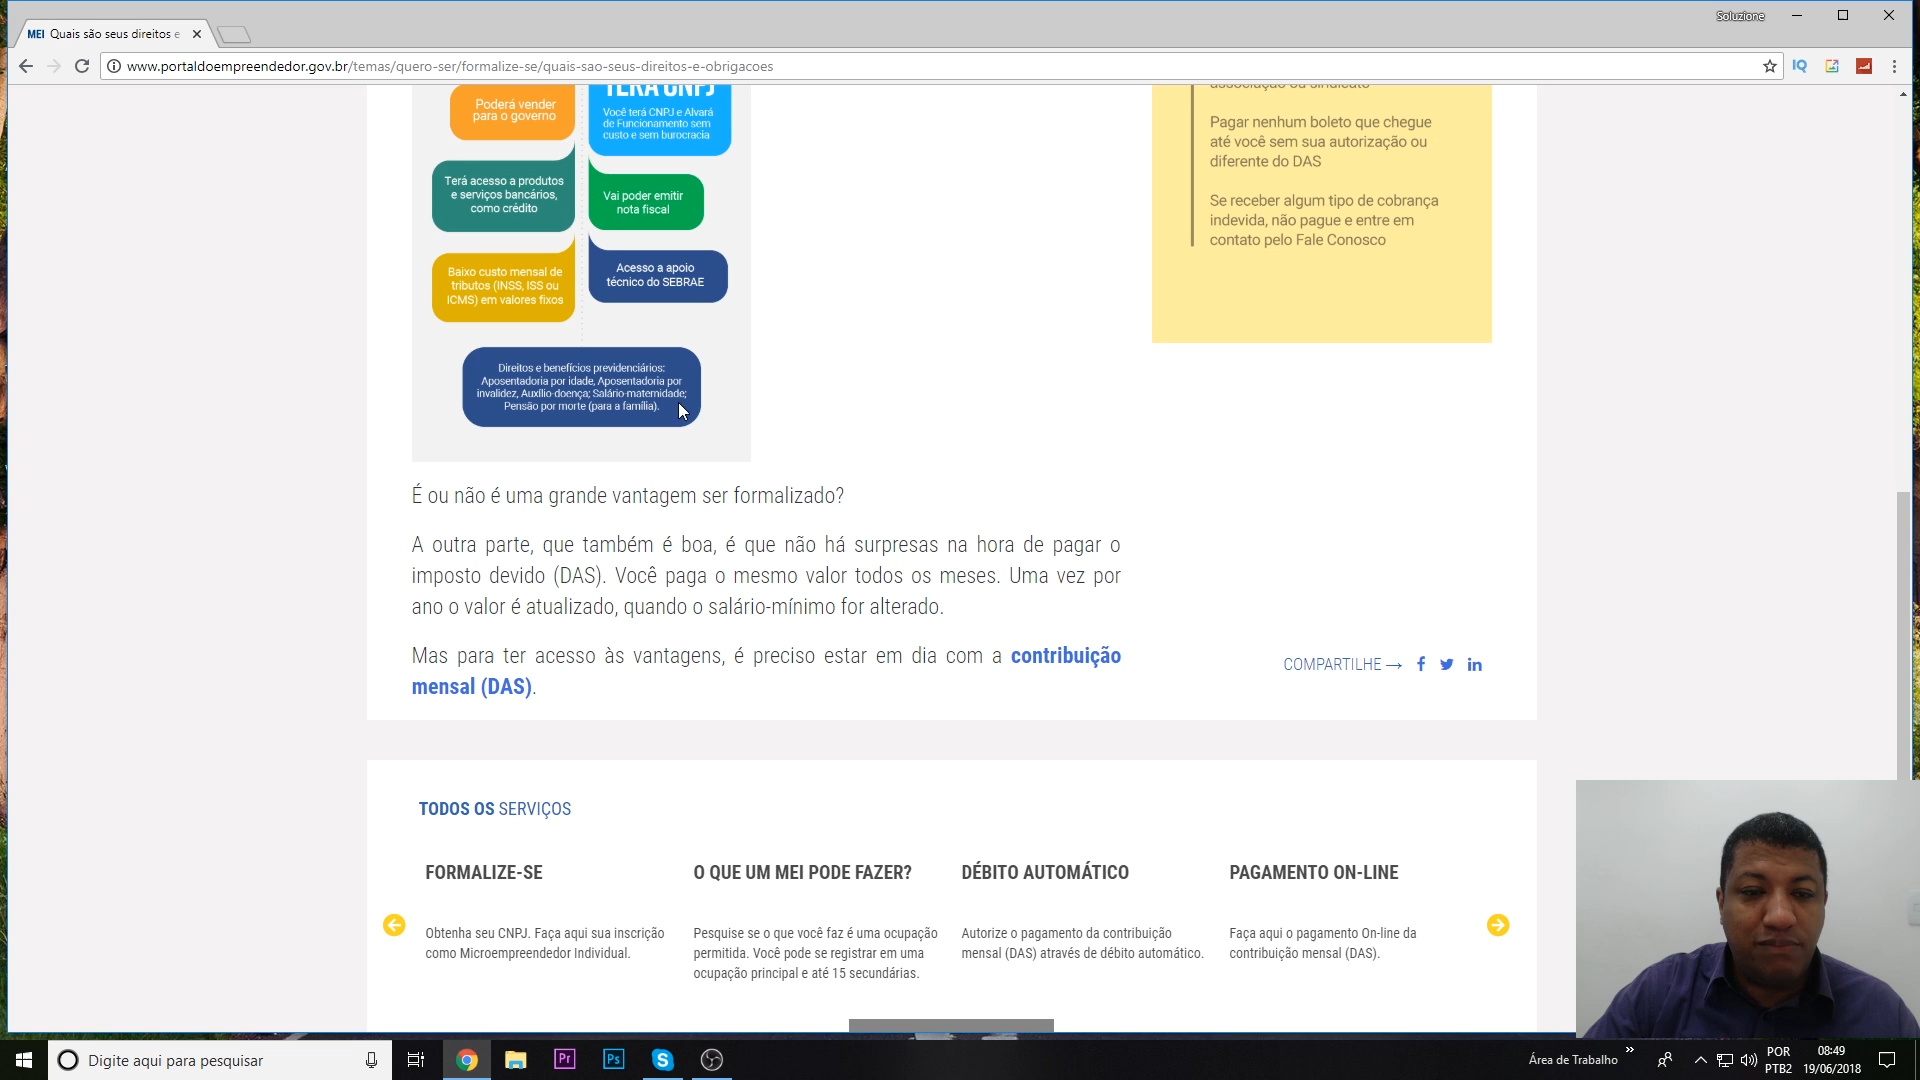 Soluzione
MEI Quais são seus direitos e
www.portaldoempreendedor.gov.br/temas/quero-ser/formalize-se/quais-sao-seus-direitos-e-obrigacoes
IQ
Poderá vender
para o governo
TERÁ CNPJ
Você terá CNPJ e Alvará
de Funcionamento sem
custo e sem burocracia
Terá acesso a produtos
e serviços bancários,
como crédito
Vai poder emitir
nota fiscal
Baixo custo mensal de
tributos (INSS, ISS ou
ICMS) em valores fixos
Acesso a apoio
técnico do SEBRAE
Direitos e benefícios previdenciários:
Aposentadoria por idade, Aposentadoria por
invalidez, Auxílio-doença; Salário-maternidade;
Pensão por morte (para a família).
associação ou sindicato
Pagar nenhum boleto que chegue
até você sem sua autorização ou
diferente do DAS
Se receber algum tipo de cobrança
indevida, não pague e entre em
contato pelo Fale Conosco
É ou não é uma grande vantagem ser formalizado?
A outra parte, que também é boa, é que não há surpresas na hora de pagar o
imposto devido (DAS). Você paga o mesmo valor todos os meses. Uma vez por
ano o valor é atualizado, quando o salário-mínimo for alterado.
Mas para ter acesso às vantagens, é preciso estar em dia com a contribuição
mensal (DAS).
COMPARTILHE →
TODOS OS SERVIÇOS
FORMALIZE-SE
Obtenha seu CNPJ. Faça aqui sua inscrição
como Microempreendedor Individual.
O QUE UM MEI PODE FAZER?
Pesquise se o que você faz é uma ocupação
permitida. Você pode se registrar em uma
ocupação principal e até 15 secundárias.
DÉBITO AUTOMÁTICO
Autorize o pagamento da contribuição
mensal (DAS) através de débito automático.
PAGAMENTO ON-LINE
Faça aqui o pagamento On-line da
contribuição mensal (DAS).
Digite aqui para pesquisar
Pr
Ps
Área de Trabalho
POR
PTB2
08:49
19/06/2018